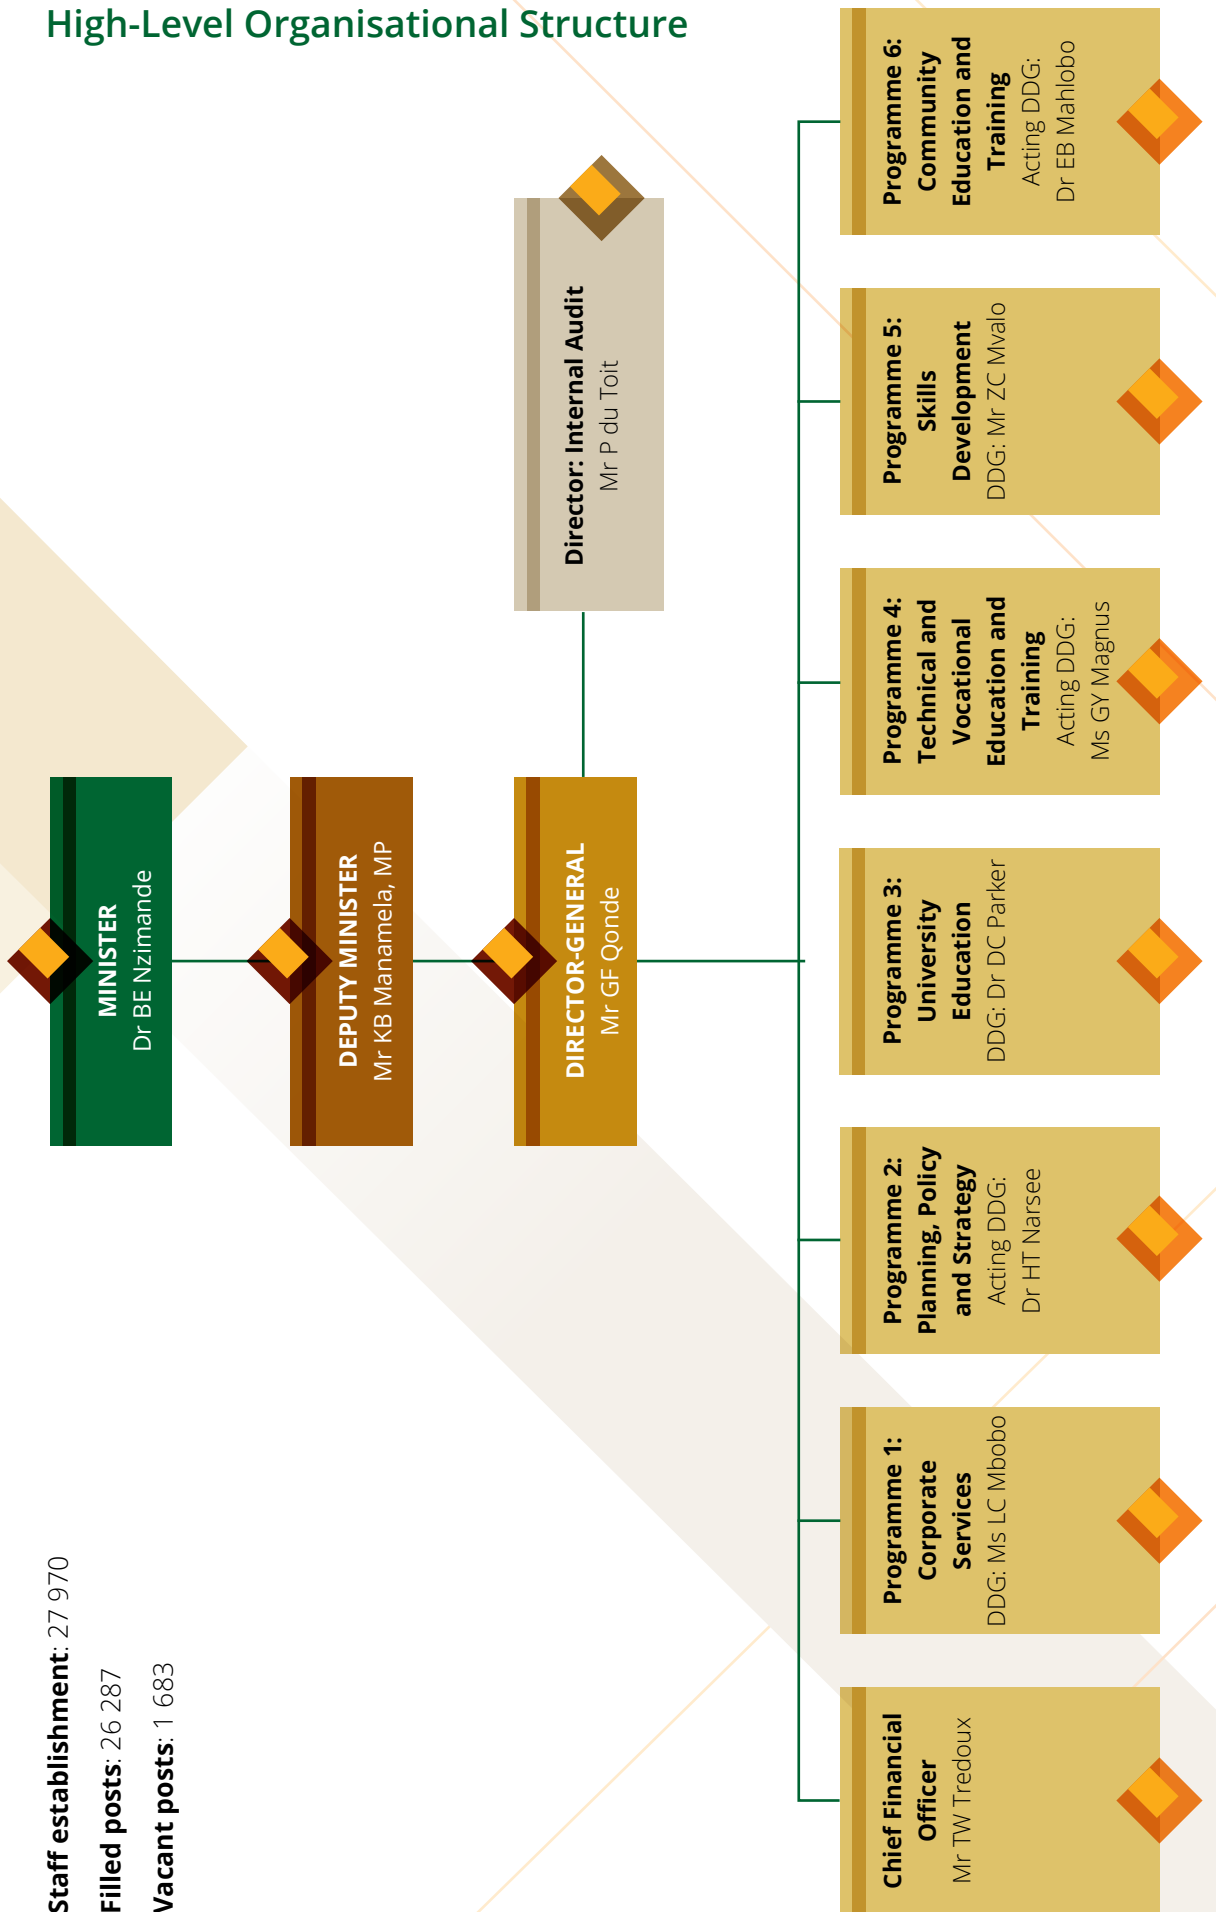 High-Level Organisational Structure
Staff establishment: 27 970
Filled posts: 26 287
Vacant posts: 1 683
MINISTER
Dr BE Nzimande
DEPUTY MINISTER
Mr KB Manamela, MP
DIRECTOR-GENERAL
Mr GF Qonde
Director: Internal Audit
Mr P du Toit
Chief Financial
Officer
Mr TW Tredoux
Programme 1:
Corporate
Services
DDG: Ms LC Mbobo
Programme 2:
Planning, Policy
and Strategy
Acting DDG:
Dr HT Narsee
Programme 3:
University
Education
DDG: Dr DC Parker
Programme 4:
Technical and
Vocational
Education and
Training
Acting DDG:
Ms GY Magnus
Programme 5:
Skills
Development
DDG: Mr ZC Mvalo
Programme 6:
Community
Education and
Training
Acting DDG:
Dr EB Mahlobo